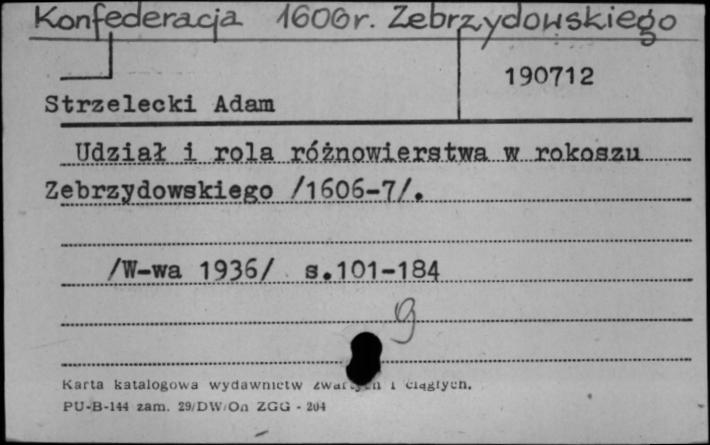 Konfederacja 1606r. Zebrzydowskiego
190712
Strzelecki Adam
Udział i rola różnowierstwa w rokoszu
Zebrzydowskiego /1606-7/.
/W-wa 1936/ s.101-184
g
Karta katalogowa wydawnictw zwartych i ciągłych.
PU-B-144 zam. 29/DW/On ZGG - 204